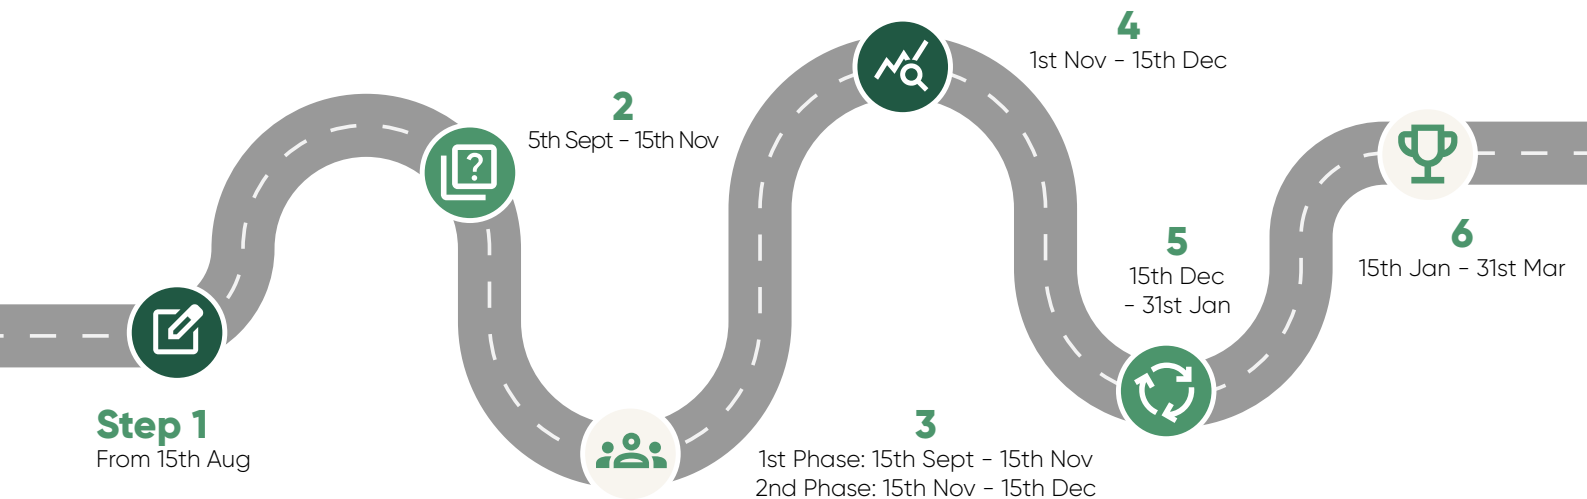 Step 1
From 15th Aug
2
5th Sept - 15th Nov
3
1st Phase: 15th Sept - 15th Nov
2nd Phase: 15th Nov - 15th Dec
4
1st Nov - 15th Dec
5
15th Dec
- 31st Jan
6
15th Jan - 31st Mar
?